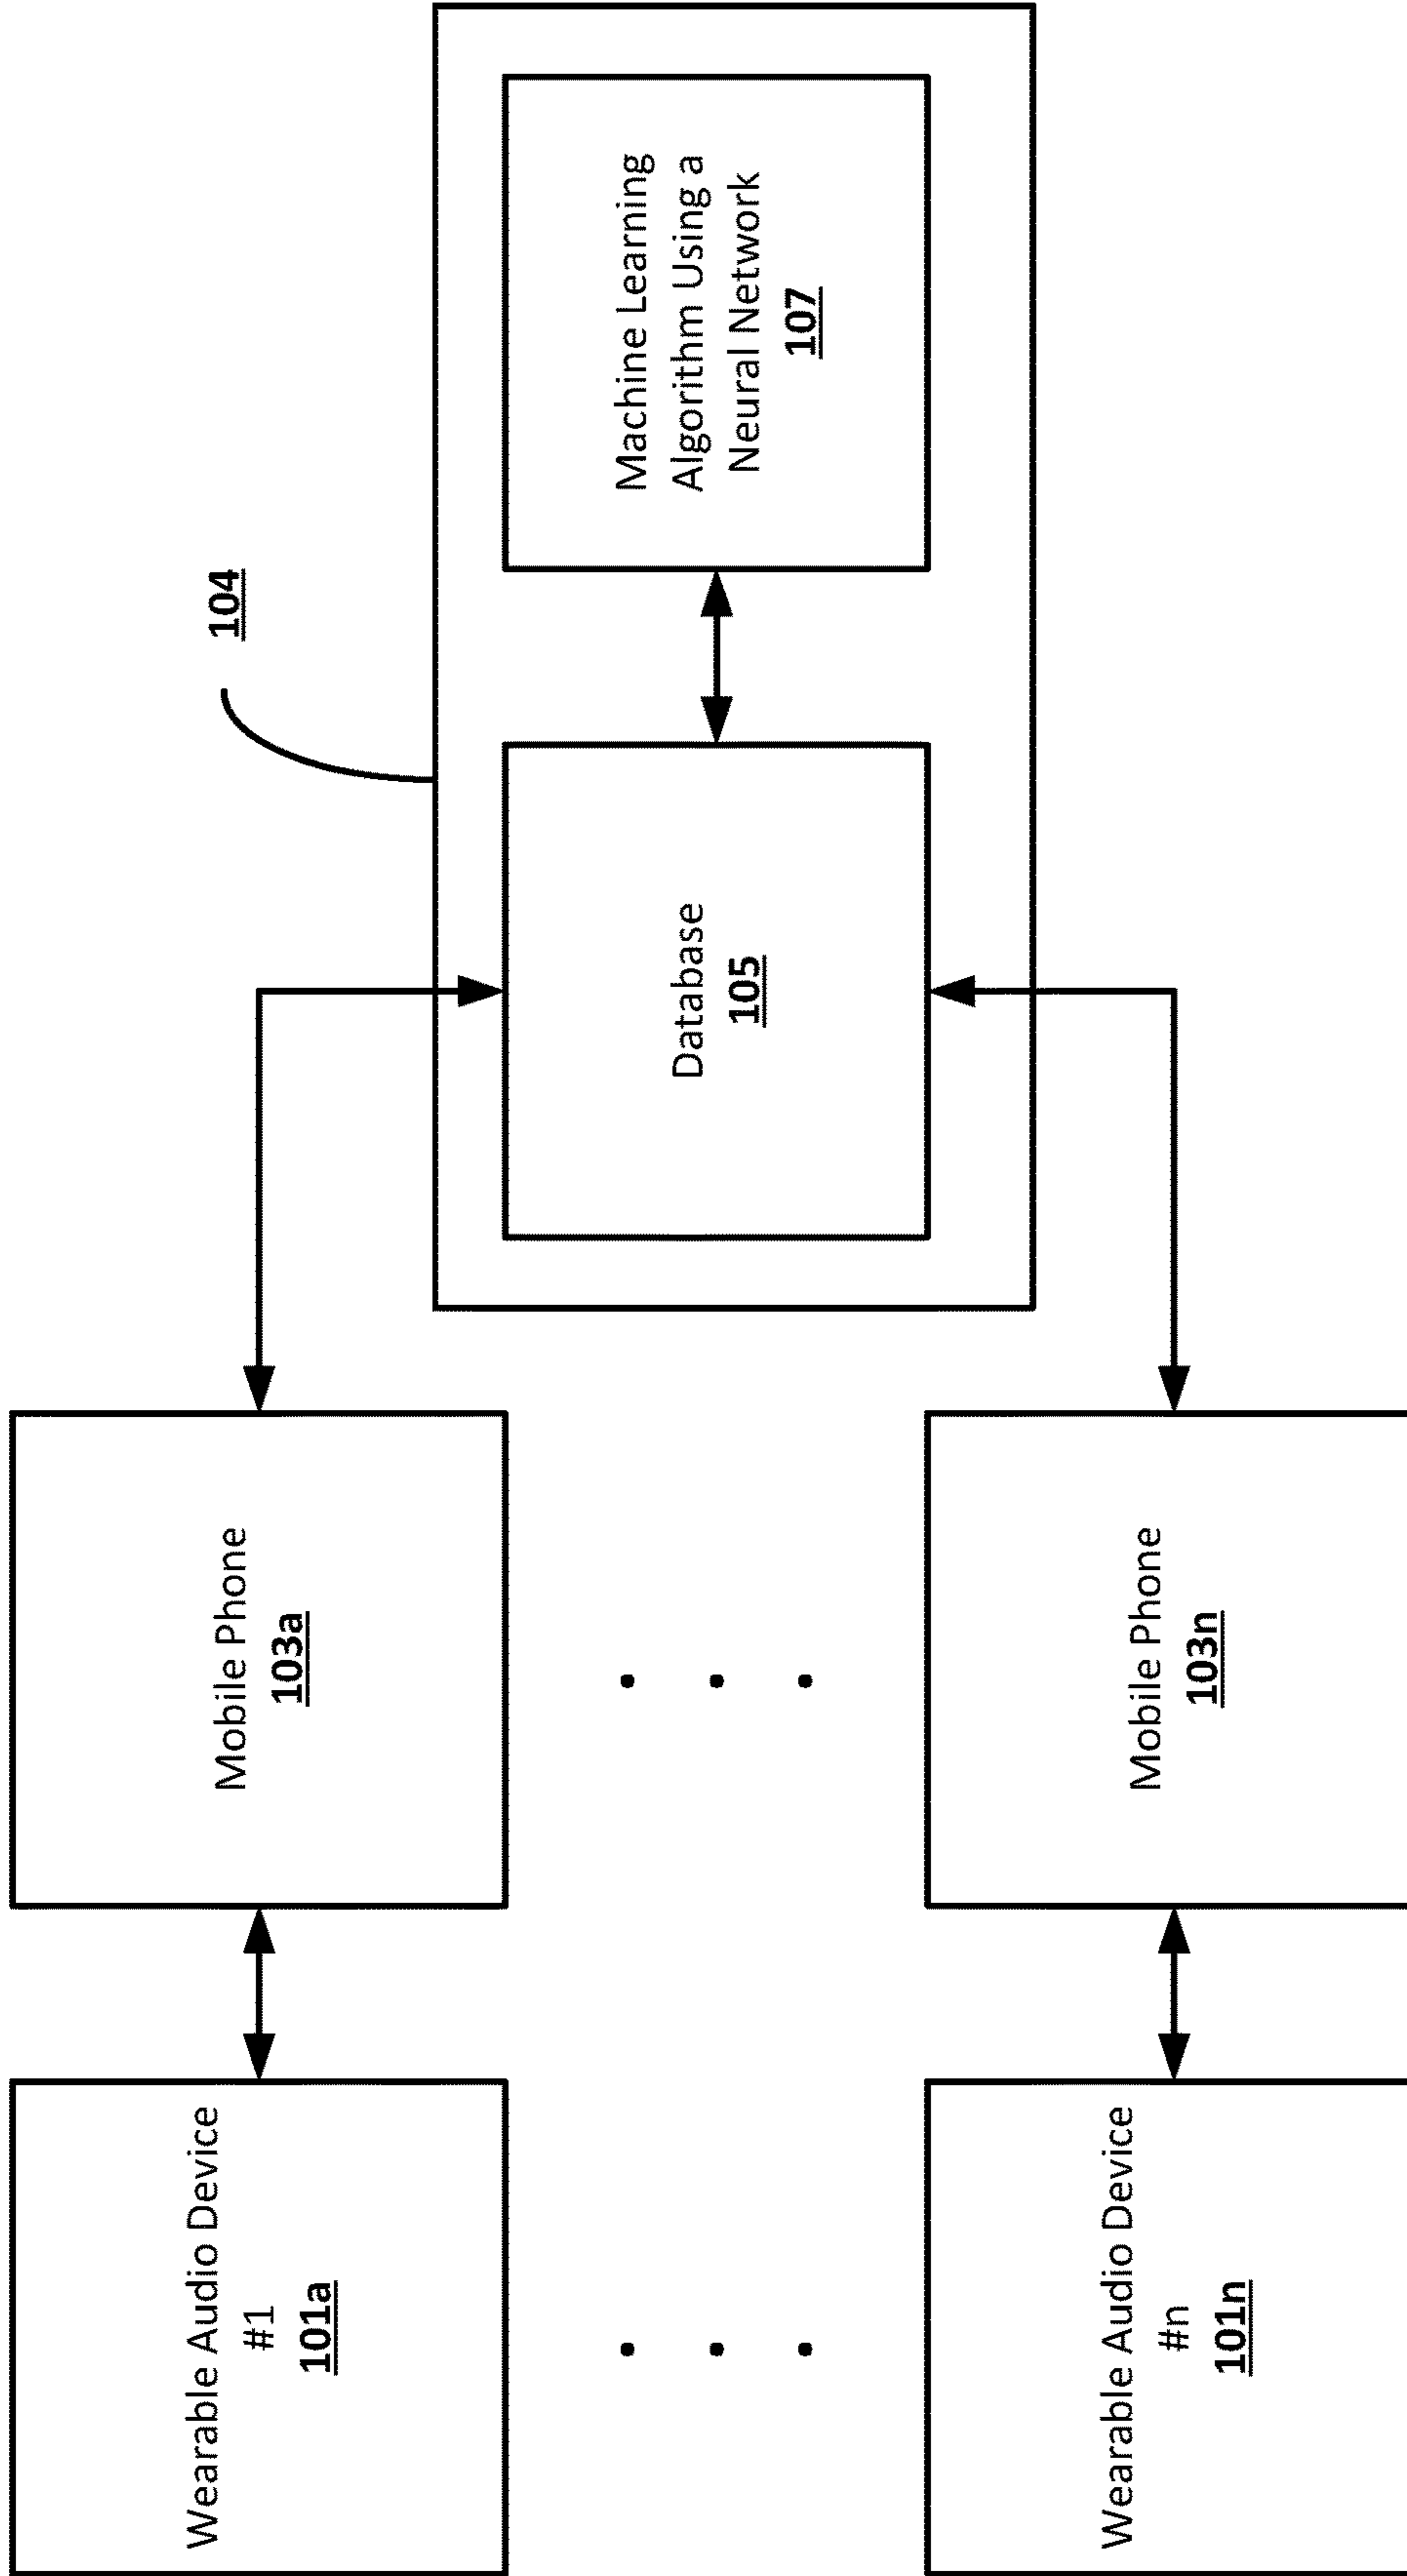 Wearable Audio Device
#1
101a
Mobile Phone
103a
104
Database
105
Machine Learning
Algorithm Using a
Neural Network
107
Wearable Audio Device
#n
101n
Mobile Phone
103n